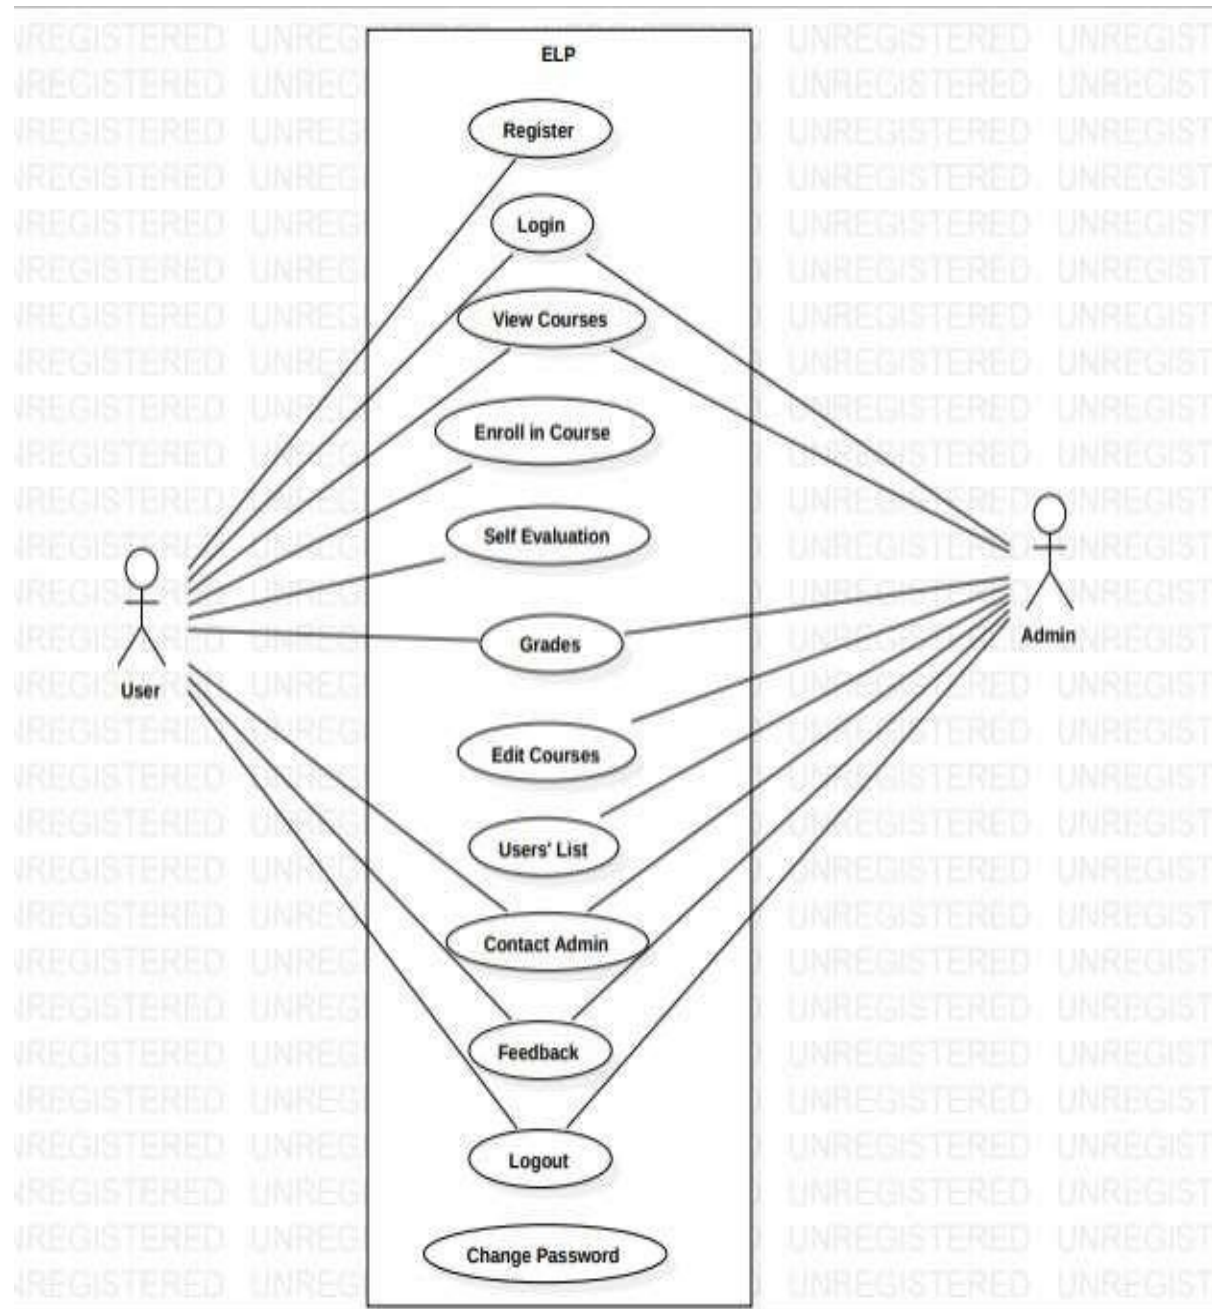 ELP
Register
Login
View Courses
Enroll in Course
Self Evaluation
Grades
Admin
User
Edit Courses
Users' List
Contact Admin
Feedback
Logout
Change Password
UNREGISTERED